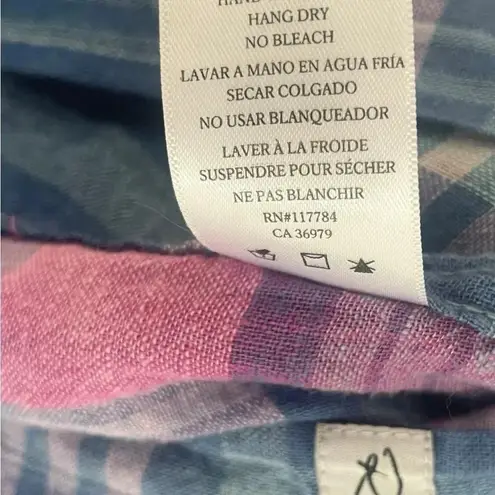 HANG DRY
NO BLEACH
LAVAR A MANO EN AGUA FRÍA
SECAR COLGADO
NO USAR BLANQUEADOR
LAVER À LA FROIDE
SUSPENDRE POUR SÉCHER
NE PAS BLANCHIR
RN#117784
CA 36979